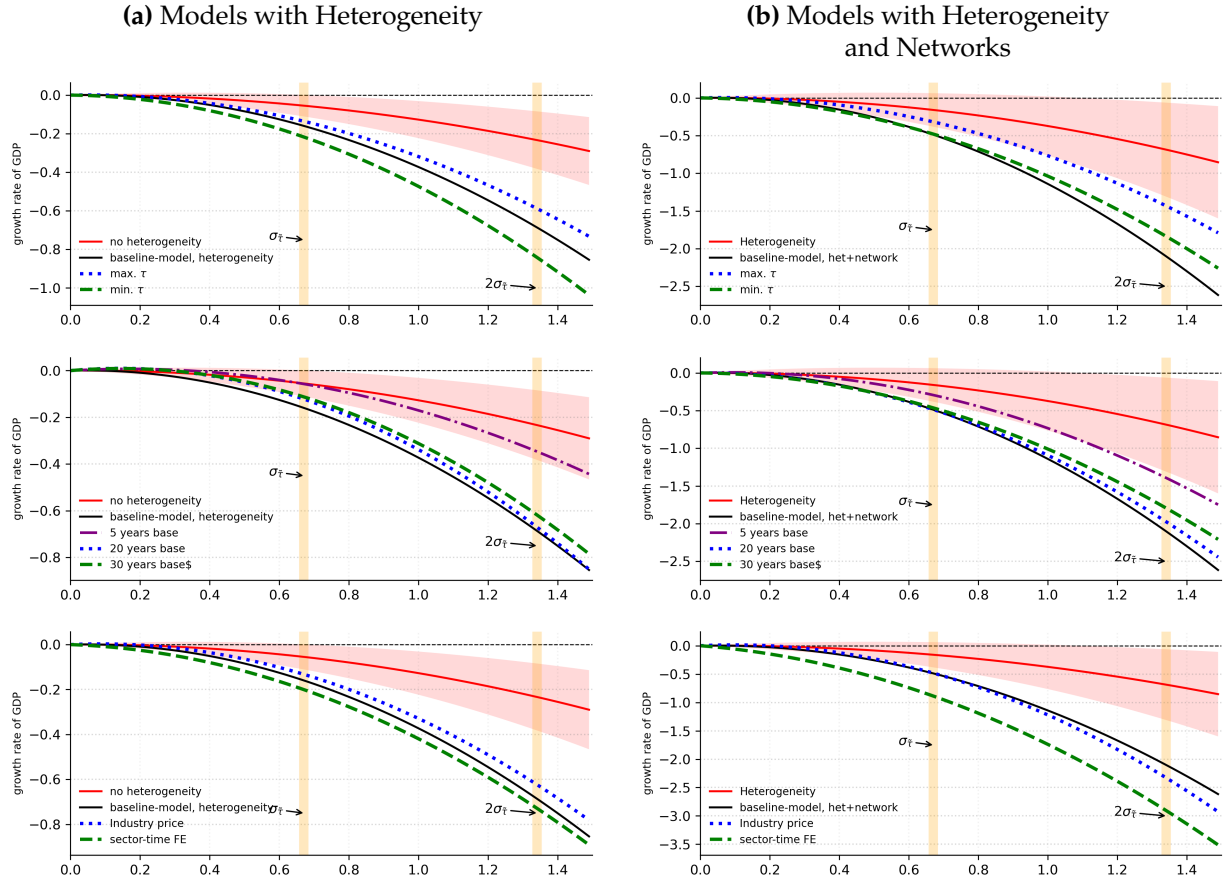 (a) Models with Heterogeneity
(b) Models with Heterogeneity
and Networks
growth rate of GDP
0.0
−0.2
−0.4
−0.6
−0.8
−1.0
σ_τ̃
2σ_τ̃
no heterogeneity
baseline-model, heterogeneity
max. τ
min. τ
0.0 0.2 0.4 0.6 0.8 1.0 1.2 1.4
growth rate of GDP
0.0
−0.5
−1.0
−1.5
−2.0
−2.5
σ_τ̃
2σ_τ̃
Heterogeneity
baseline-model, het+network
max. τ
min. τ
0.0 0.2 0.4 0.6 0.8 1.0 1.2 1.4
growth rate of GDP
0.0
−0.2
−0.4
−0.6
−0.8
σ_τ̃
2σ_τ̃
no heterogeneity
baseline-model, heterogeneity
5 years base
20 years base
30 years base$
0.0 0.2 0.4 0.6 0.8 1.0 1.2 1.4
growth rate of GDP
0.0
−0.5
−1.0
−1.5
−2.0
−2.5
σ_τ̃
2σ_τ̃
Heterogeneity
baseline-model, het+network
5 years base
20 years base
30 years base$
0.0 0.2 0.4 0.6 0.8 1.0 1.2 1.4
growth rate of GDP
0.0
−0.2
−0.4
−0.6
−0.8
σ_τ̃
2σ_τ̃
no heterogeneity
baseline-model, heterogeneity
Industry price
sector-time FE
0.0 0.2 0.4 0.6 0.8 1.0 1.2 1.4
growth rate of GDP
0.0
−0.5
−1.0
−1.5
−2.0
−2.5
−3.0
−3.5
σ_τ̃
2σ_τ̃
Heterogeneity
baseline-model, het+network
Industry price
sector-time FE
0.0 0.2 0.4 0.6 0.8 1.0 1.2 1.4